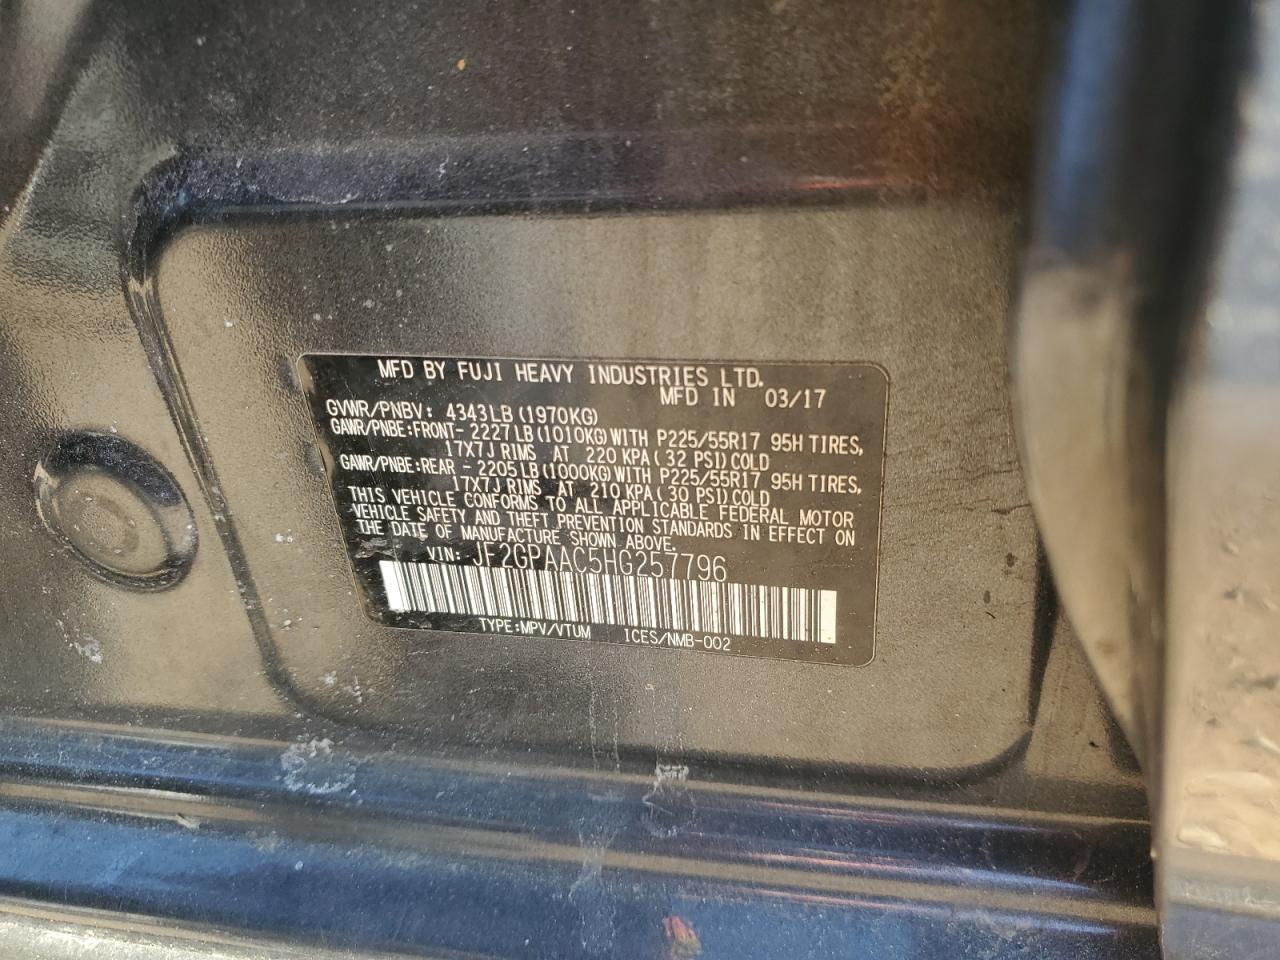 MFD BY FUJI HEAVY INDUSTRIES LTD.
MFD IN 03/17
GVWR/PNBV: 4343LB(1970KG)
GAWR/PNBE:FRONT- 2227LB(1010KG)WITH P225/55R17 95H TIRES,
17X7J RIMS AT 220 KPA(32 PSI)COLD
GAWR/PNBE:REAR - 2205LB(1000KG)WITH P225/55R17 95H TIRES,
17X7J RIMS AT 210 KPA(30 PSI)COLD
THIS VEHICLE CONFORMS TO ALL APPLICABLE FEDERAL MOTOR
VEHICLE SAFETY AND THEFT PREVENTION STANDARDS IN EFFECT ON
THE DATE OF MANUFACTURE SHOWN ABOVE.
VIN: JF2GPAAC5HG257796
TYPE:MPV/VTUM ICES/NMB-002